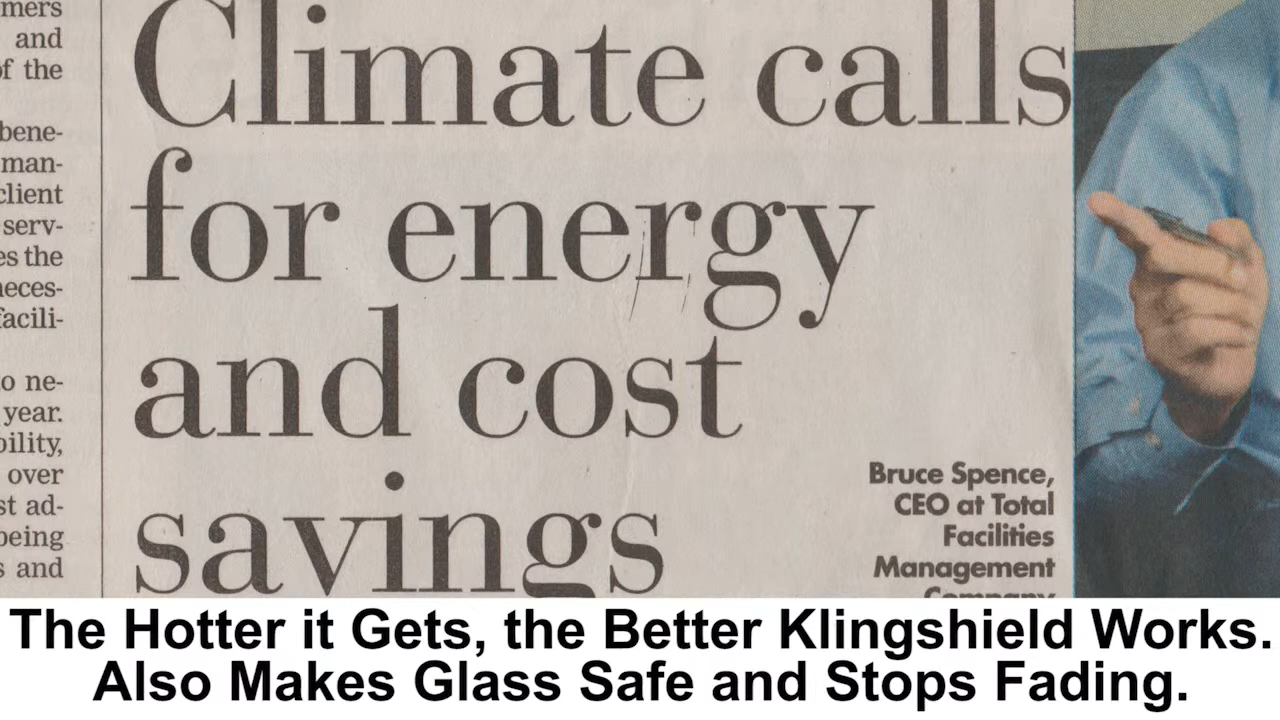 mers
and
of the
bene-
man-
client
serv-
es the
neces-
facili-
to ne-
year.
bility,
over
st ad-
being
s and
Climate calls
for energy
and cost
savings
Bruce Spence,
CEO at Total
Facilities
Management
Company
The Hotter it Gets, the Better Klingshield Works.
Also Makes Glass Safe and Stops Fading.